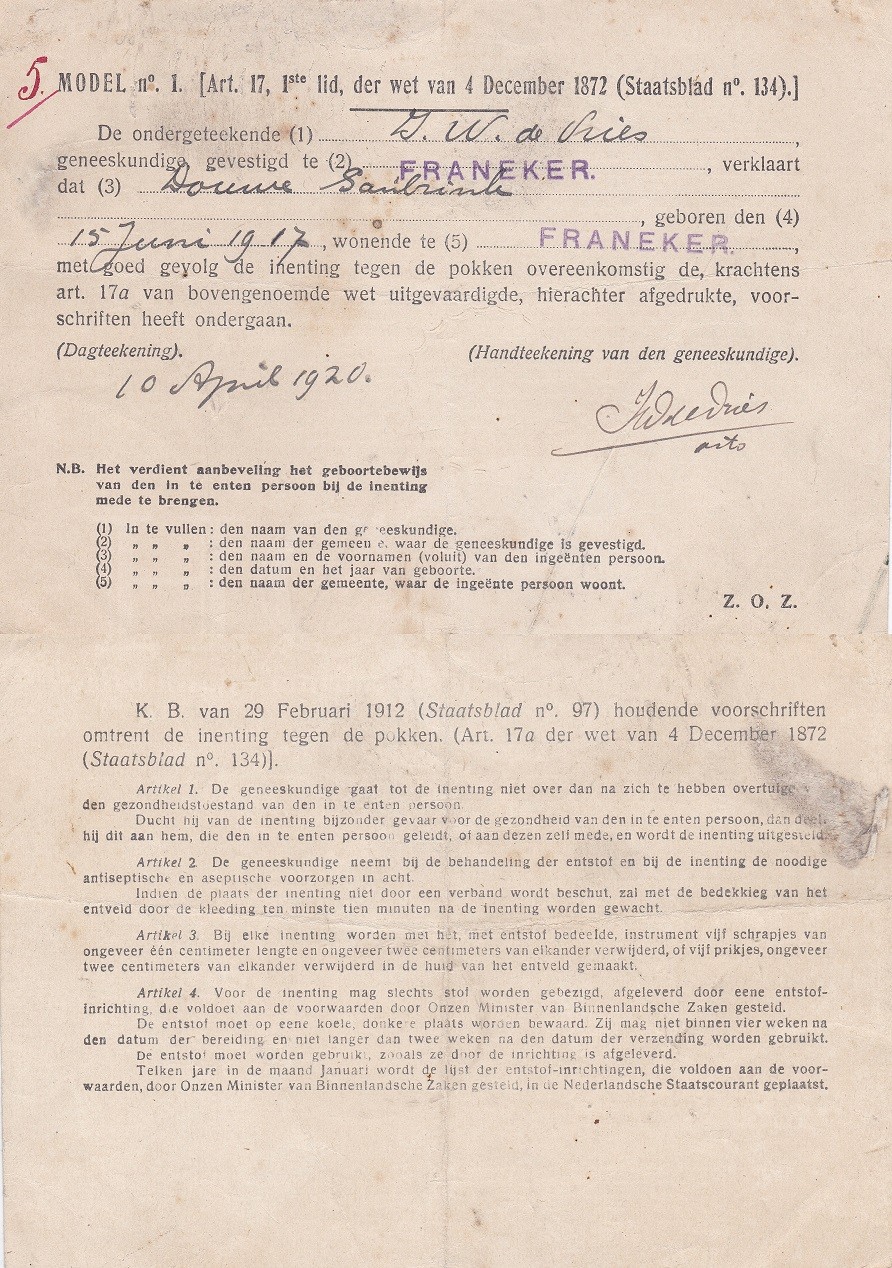 5.
MODEL nº. 1. [Art. 17, 1ste lid, der wet van 4 December 1872 (Staatsblad nº. 134).]
De ondergeteekende (1) J. W. de Vries,
geneeskundige, gevestigd te (2) FRANEKER., verklaart
dat (3) Douwe
, geboren den (4)
15 Juni 1917, wonende te (5) FRANEKER.,
met goed gevolg de inenting tegen de pokken overeenkomstig de, krachtens
art. 17a van bovengenoemde wet uitgevaardigde, hierachter afgedrukte, voor-
schriften heeft ondergaan.
(Dagteekening). (Handteekening van den geneeskundige).
10 April 1920.
JWdeVries
arts
N.B. Het verdient aanbeveling het geboortebewijs
van den in te enten persoon bij de inenting
mede te brengen.
(1) In te vullen : den naam van den geneeskundige.
(2) „ „ „ : den naam der gemeente, waar de geneeskundige is gevestigd.
(3) „ „ „ : den naam en de voornamen (voluit) van den ingeënten persoon.
(4) „ „ „ : den datum en het jaar van geboorte.
(5) „ „ „ : den naam der gemeente, waar de ingeënte persoon woont.
Z. O. Z.
K. B. van 29 Februari 1912 (Staatsblad nº. 97) houdende voorschriften
omtrent de inenting tegen de pokken. (Art. 17a der wet van 4 December 1872
(Staatsblad nº. 134)].
Artikel 1. De geneeskundige gaat tot de inenting niet over dan na zich te hebben overtuigd
den gezondheidstoestand van den in te enten persoon.
Ducht hij van de inenting bijzonder gevaar voor de gezondheid van den in te enten persoon, dan deelt
hij dit aan hem, die den in te enten persoon geleidt, of aan dezen zelf mede, en wordt de inenting uitgesteld.
Artikel 2. De geneeskundige neemt bij de behandeling der entstof en bij de inenting de noodige
antiseptische en aseptische voorzorgen in acht.
Indien de plaats der inenting niet door een verband wordt beschut, zal met de bedekking van het
entveld door de kleeding ten minste tien minuten na de inenting worden gewacht.
Artikel 3. Bij elke inenting worden met het, met entstof bedeelde, instrument vijf schrapjes van
ongeveer één centimeter lengte en ongeveer twee centimeters van elkander verwijderd, of vijf prikjes, ongeveer
twee centimeters van elkander verwijderd in de huid van het entveld gemaakt.
Artikel 4. Voor de inenting mag slechts stof worden gebezigd, afgeleverd door eene entstof-
inrichting, die voldoet aan de voorwaarden door Onzen Minister van Binnenlandsche Zaken gesteld.
De entstof moet op eene koele, donkere plaats worden bewaard. Zij mag niet binnen vier weken na
den datum der bereiding en niet langer dan twee weken na den datum der verzending worden gebruikt.
De entstof moet worden gebruikt, zooals ze door de inrichting is afgeleverd.
Telken jare in de maand Januari wordt de lijst der entstof-inrichtingen, die voldoen aan de voor-
waarden, door Onzen Minister van Binnenlandsche Zaken gesteld, in de Nederlandsche Staatscourant geplaatst.